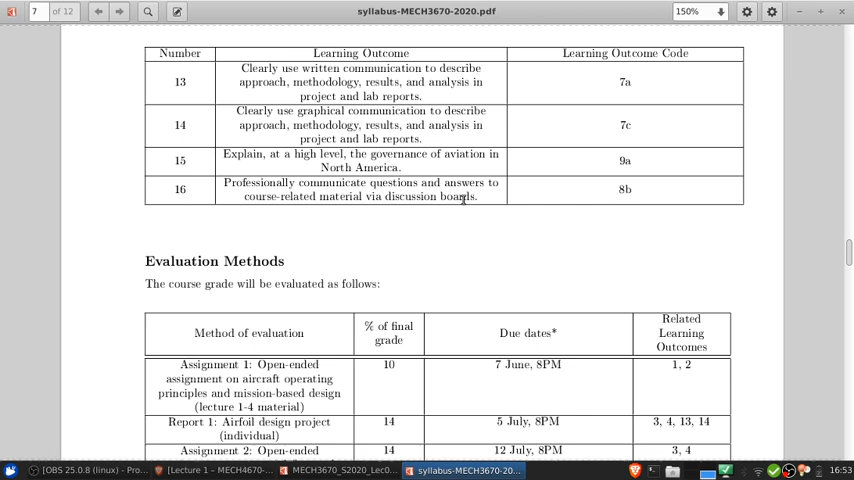 7 of 12
syllabus-MECH3670-2020.pdf
150%
Number Learning Outcome Learning Outcome Code
13 Clearly use written communication to describe approach, methodology, results, and analysis in project and lab reports. 7a
14 Clearly use graphical communication to describe approach, methodology, results, and analysis in project and lab reports. 7c
15 Explain, at a high level, the governance of aviation in North America. 9a
16 Professionally communicate questions and answers to course-related material via discussion boards. 8b
Evaluation Methods
The course grade will be evaluated as follows:
Method of evaluation % of final grade Due dates* Related Learning Outcomes
Assignment 1: Open-ended assignment on aircraft operating principles and mission-based design (lecture 1-4 material) 10 7 June, 8PM 1, 2
Report 1: Airfoil design project (individual) 14 5 July, 8PM 3, 4, 13, 14
Assignment 2: Open-ended 14 12 July, 8PM 3, 4
[OBS 25.0.8 (linux) - Pro... [Lecture 1 – MECH4670-... MECH3670_S2020_Lec0... syllabus-MECH3670-20... 16:53